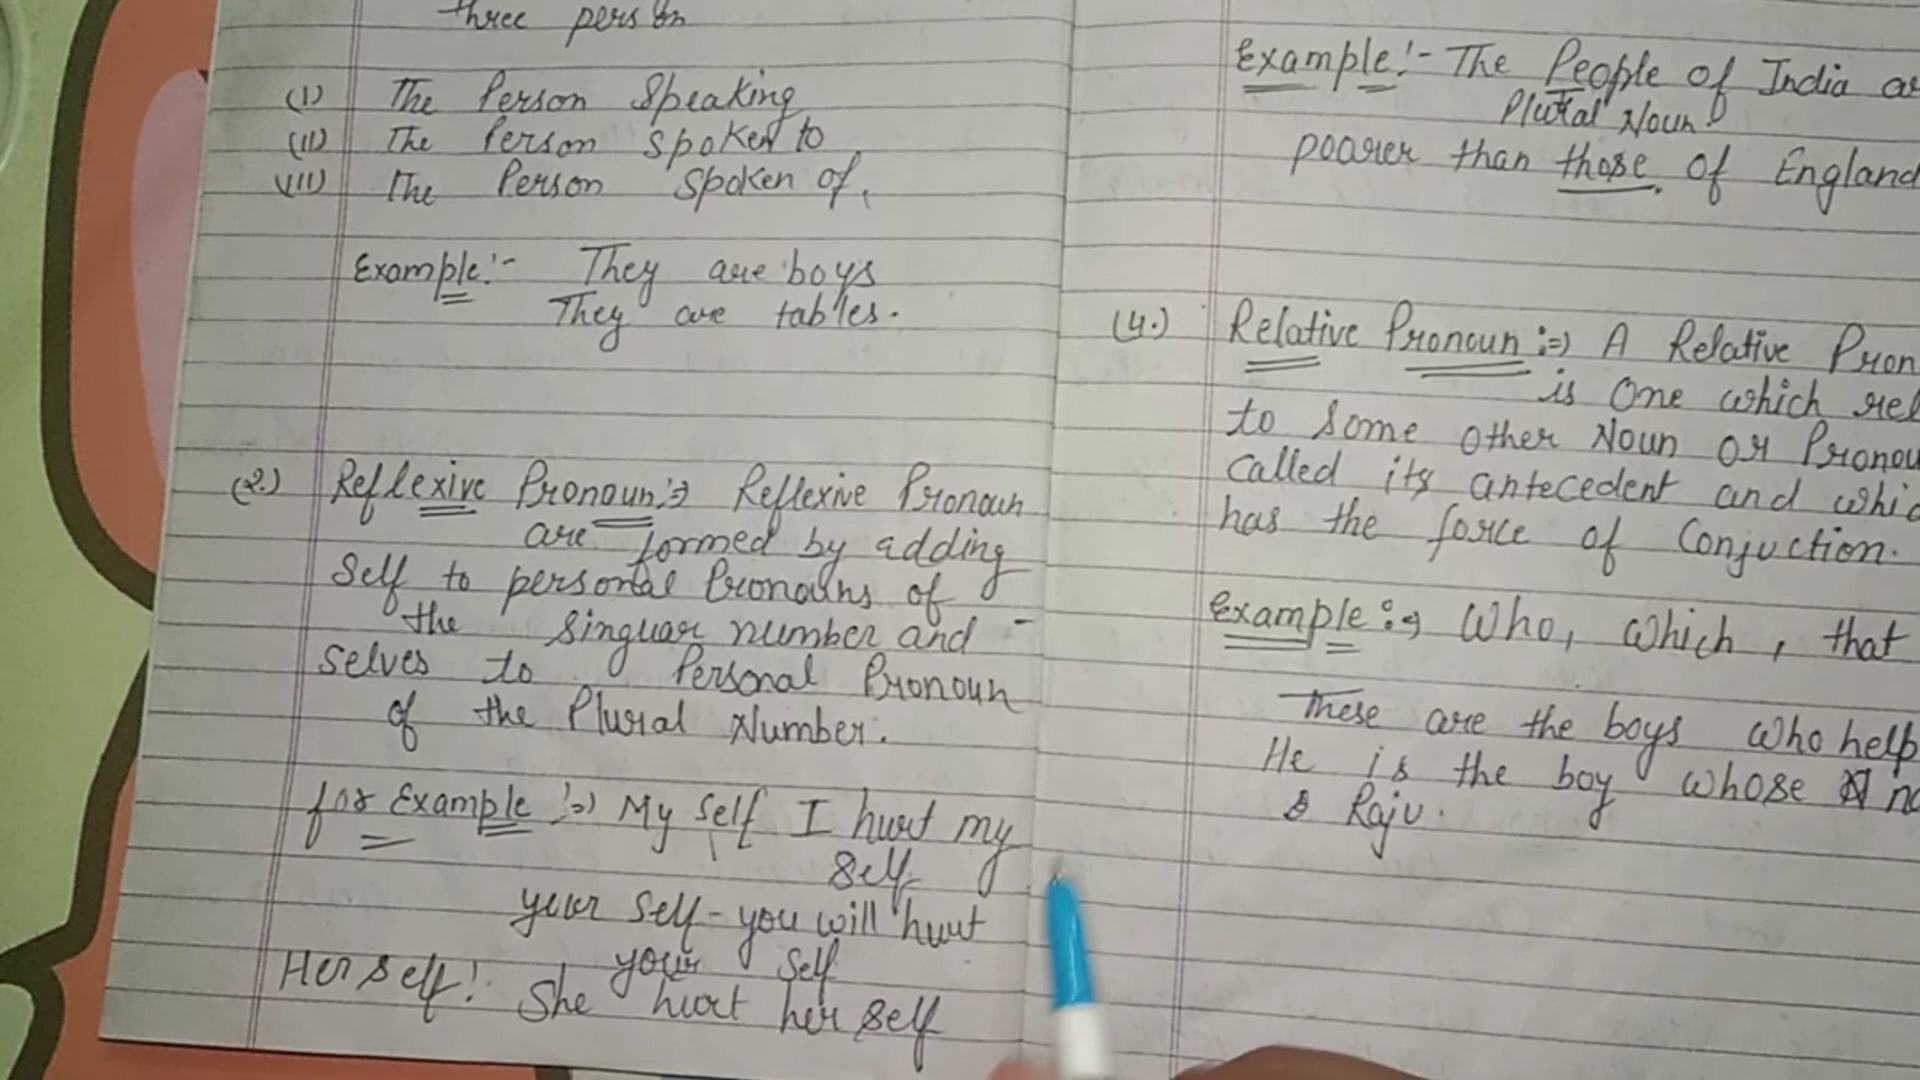 three person
(I) The Person Speaking
(II) The Person spoken to
(III) The Person Spoken of.
Example:- They are boys
They are tables.
(2.) Reflexive Pronoun:⇒ Reflexive Pronoun
are formed by adding
Self to personal Pronouns of
the singuar number and -
selves to Personal Pronoun
of the Plural Number.
for Example :⇒ My self I hurt my
self
your self - you will hurt
your self
Her self:- She hurt her self
Example:- The People of India ar
Plural Noun
poarer than those of England
(4.) Relative Pronoun :⇒ A Relative Pron
is One which rel
to some other Noun or Pronou
called its antecedent and whic
has the force of Conjuction.
Example :⇒ Who, which, that
These are the boys who help
He is the boy whose na
Raju.